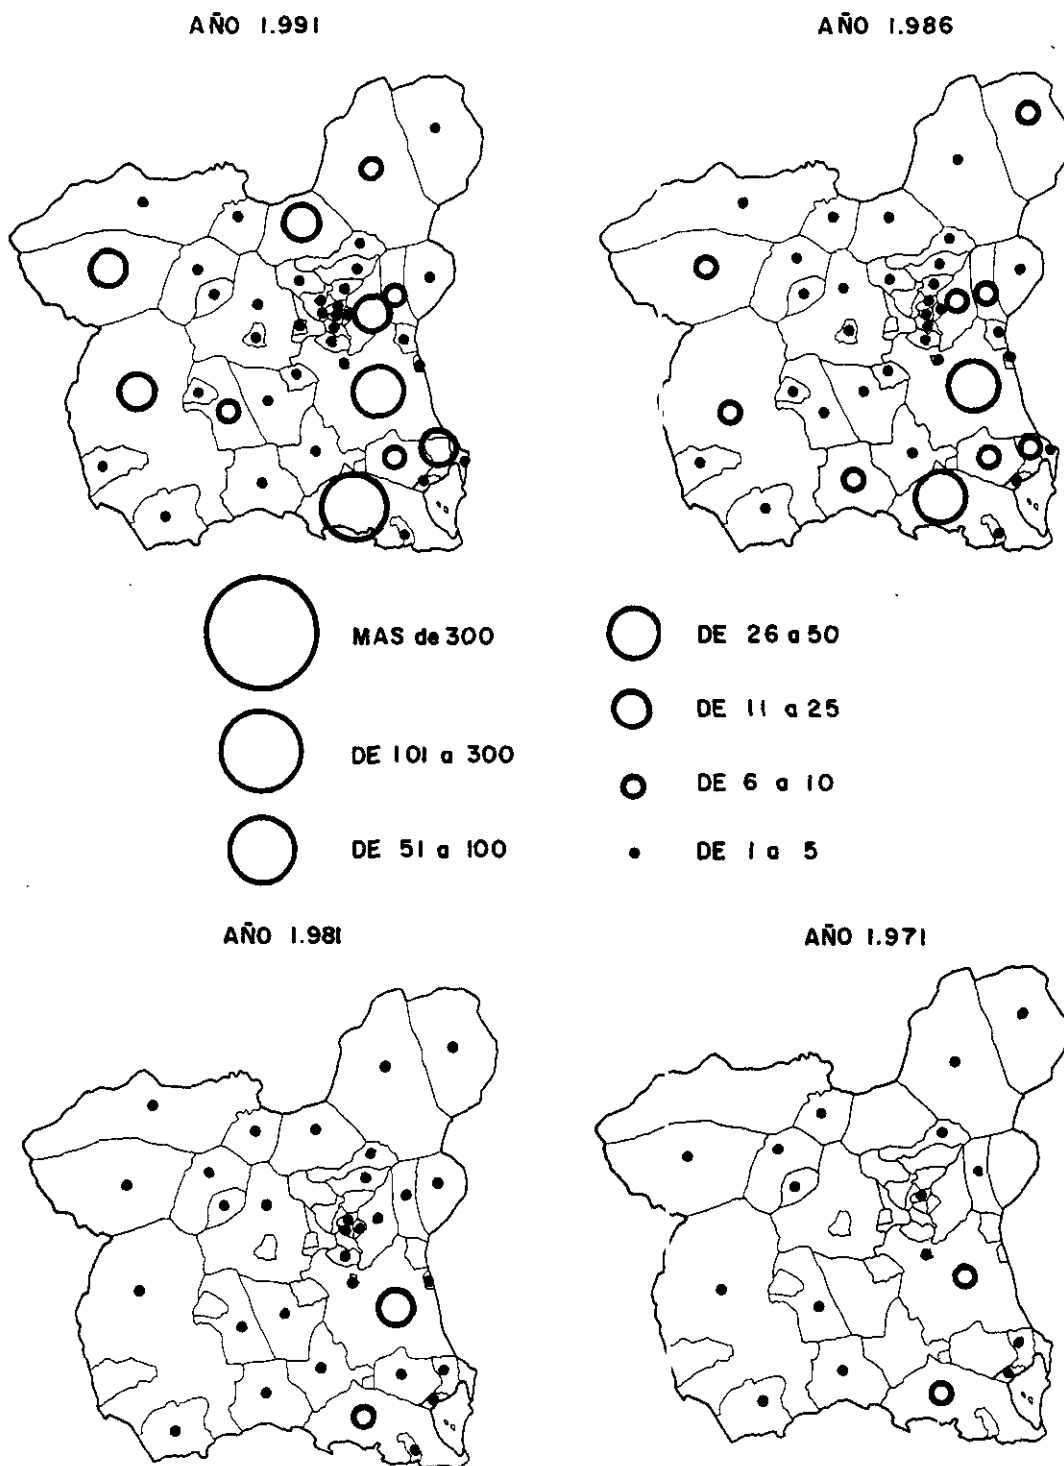 AÑO 1.991
AÑO 1.986
MAS de 300
DE 101 a 300
DE 51 a 100
DE 26 a 50
DE 11 a 25
DE 6 a 10
DE 1 a 5
AÑO 1.981
AÑO 1.971